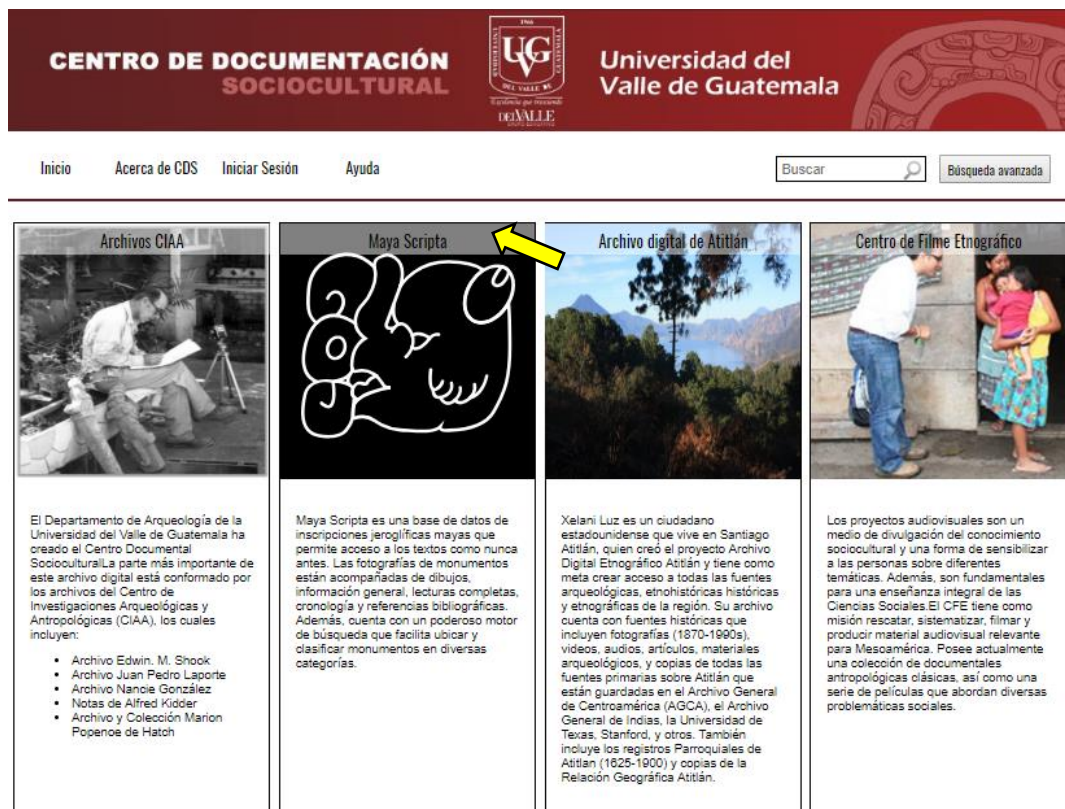 CENTRO DE DOCUMENTACIÓN
SOCIOCULTURAL
1966
UVG
DEL VALLE DE
Excelencia que trasciende
DELVALLE
GRUPO EDUCATIVO
Universidad del
Valle de Guatemala
Inicio Acerca de CDS Iniciar Sesión Ayuda Buscar Búsqueda avanzada
Archivos CIAA
El Departamento de Arqueología de la
Universidad del Valle de Guatemala ha
creado el Centro Documental
SocioculturalLa parte más importante de
este archivo digital está conformado por
los archivos del Centro de
Investigaciones Arqueológicas y
Antropológicas (CIAA), los cuales
incluyen:
• Archivo Edwin. M. Shook
• Archivo Juan Pedro Laporte
• Archivo Nancie González
• Notas de Alfred Kidder
• Archivo y Colección Marion
Popenoe de Hatch
Maya Scripta
Maya Scripta es una base de datos de
inscripciones jeroglíficas mayas que
permite acceso a los textos como nunca
antes. Las fotografías de monumentos
están acompañadas de dibujos,
información general, lecturas completas,
cronología y referencias bibliográficas.
Además, cuenta con un poderoso motor
de búsqueda que facilita ubicar y
clasificar monumentos en diversas
categorías.
Archivo digital de Atitlán
Xelani Luz es un ciudadano
estadounidense que vive en Santiago
Atitlán, quien creó el proyecto Archivo
Digital Etnográfico Atitlán y tiene como
meta crear acceso a todas las fuentes
arqueológicas, etnohistóricas históricas
y etnográficas de la región. Su archivo
cuenta con fuentes históricas que
incluyen fotografías (1870-1990s),
videos, audios, artículos, materiales
arqueológicos, y copias de todas las
fuentes primarias sobre Atitlán que
están guardadas en el Archivo General
de Centroamérica (AGCA), el Archivo
General de Indias, la Universidad de
Texas, Stanford, y otros. También
incluye los registros Parroquiales de
Atitlan (1625-1900) y copias de la
Relación Geográfica Atitlán.
Centro de Filme Etnográfico
Los proyectos audiovisuales son un
medio de divulgación del conocimiento
sociocultural y una forma de sensibilizar
a las personas sobre diferentes
temáticas. Además, son fundamentales
para una enseñanza integral de las
Ciencias Sociales.El CFE tiene como
misión rescatar, sistematizar, filmar y
producir material audiovisual relevante
para Mesoamérica. Posee actualmente
una colección de documentales
antropológicas clásicas, así como una
serie de películas que abordan diversas
problemáticas sociales.